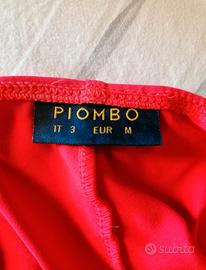 PIOMBO
IT 3 EUR M
subito